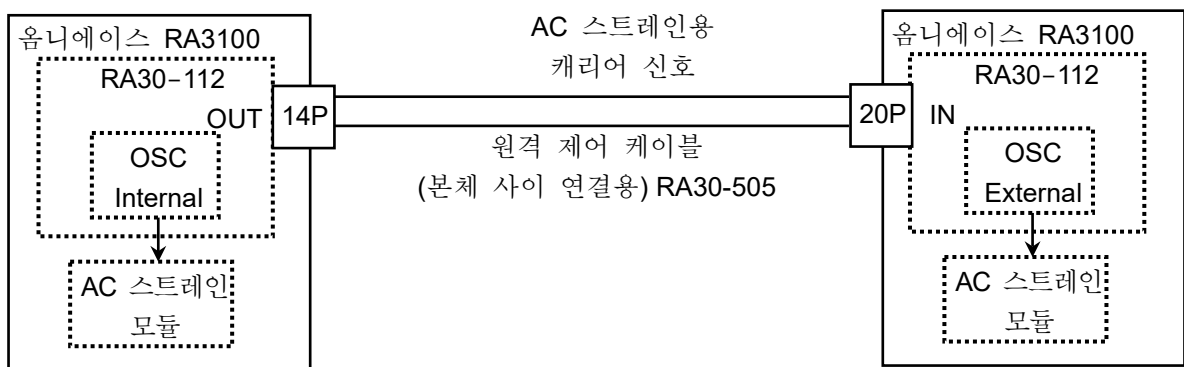 옴니에이스 RA3100
RA30-112
OUT
14P
OSC
Internal
AC 스트레인
모듈
AC 스트레인용
캐리어 신호
원격 제어 케이블
(본체 사이 연결용) RA30-505
옴니에이스 RA3100
RA30-112
20P
IN
OSC
External
AC 스트레인
모듈